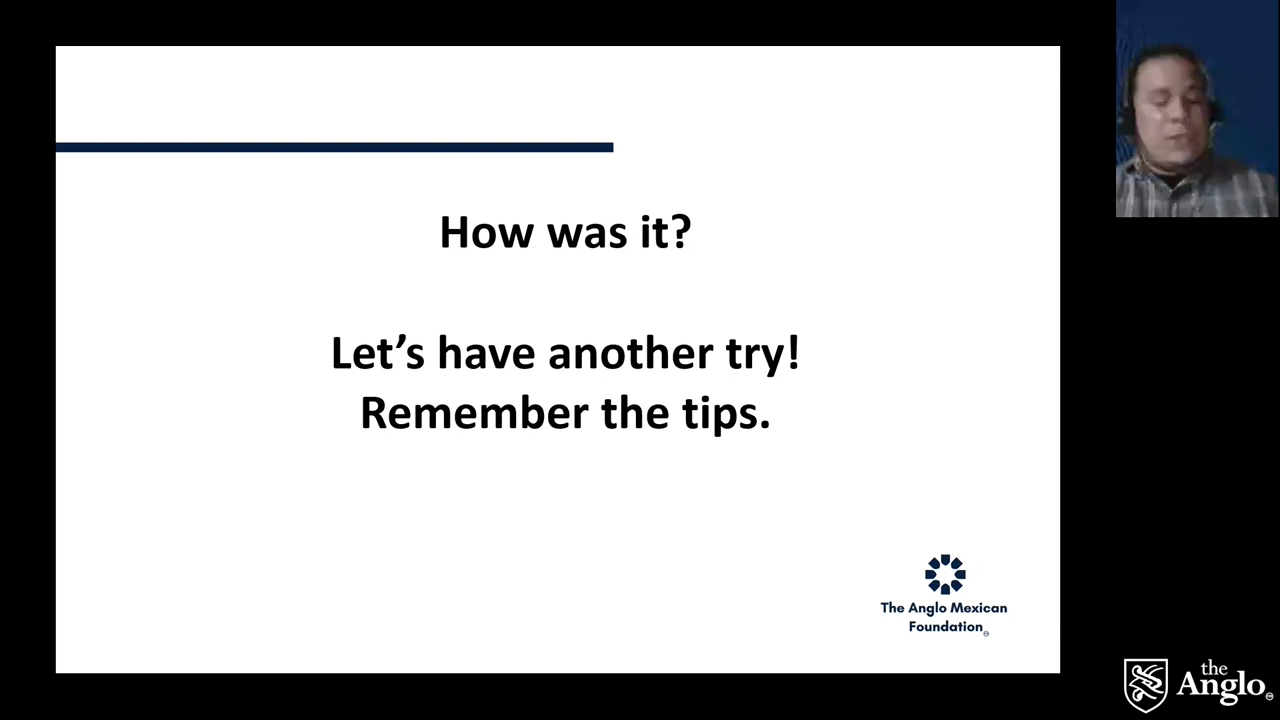 How was it?
Let's have another try!
Remember the tips.
The Anglo Mexican
Foundation
the
Anglo